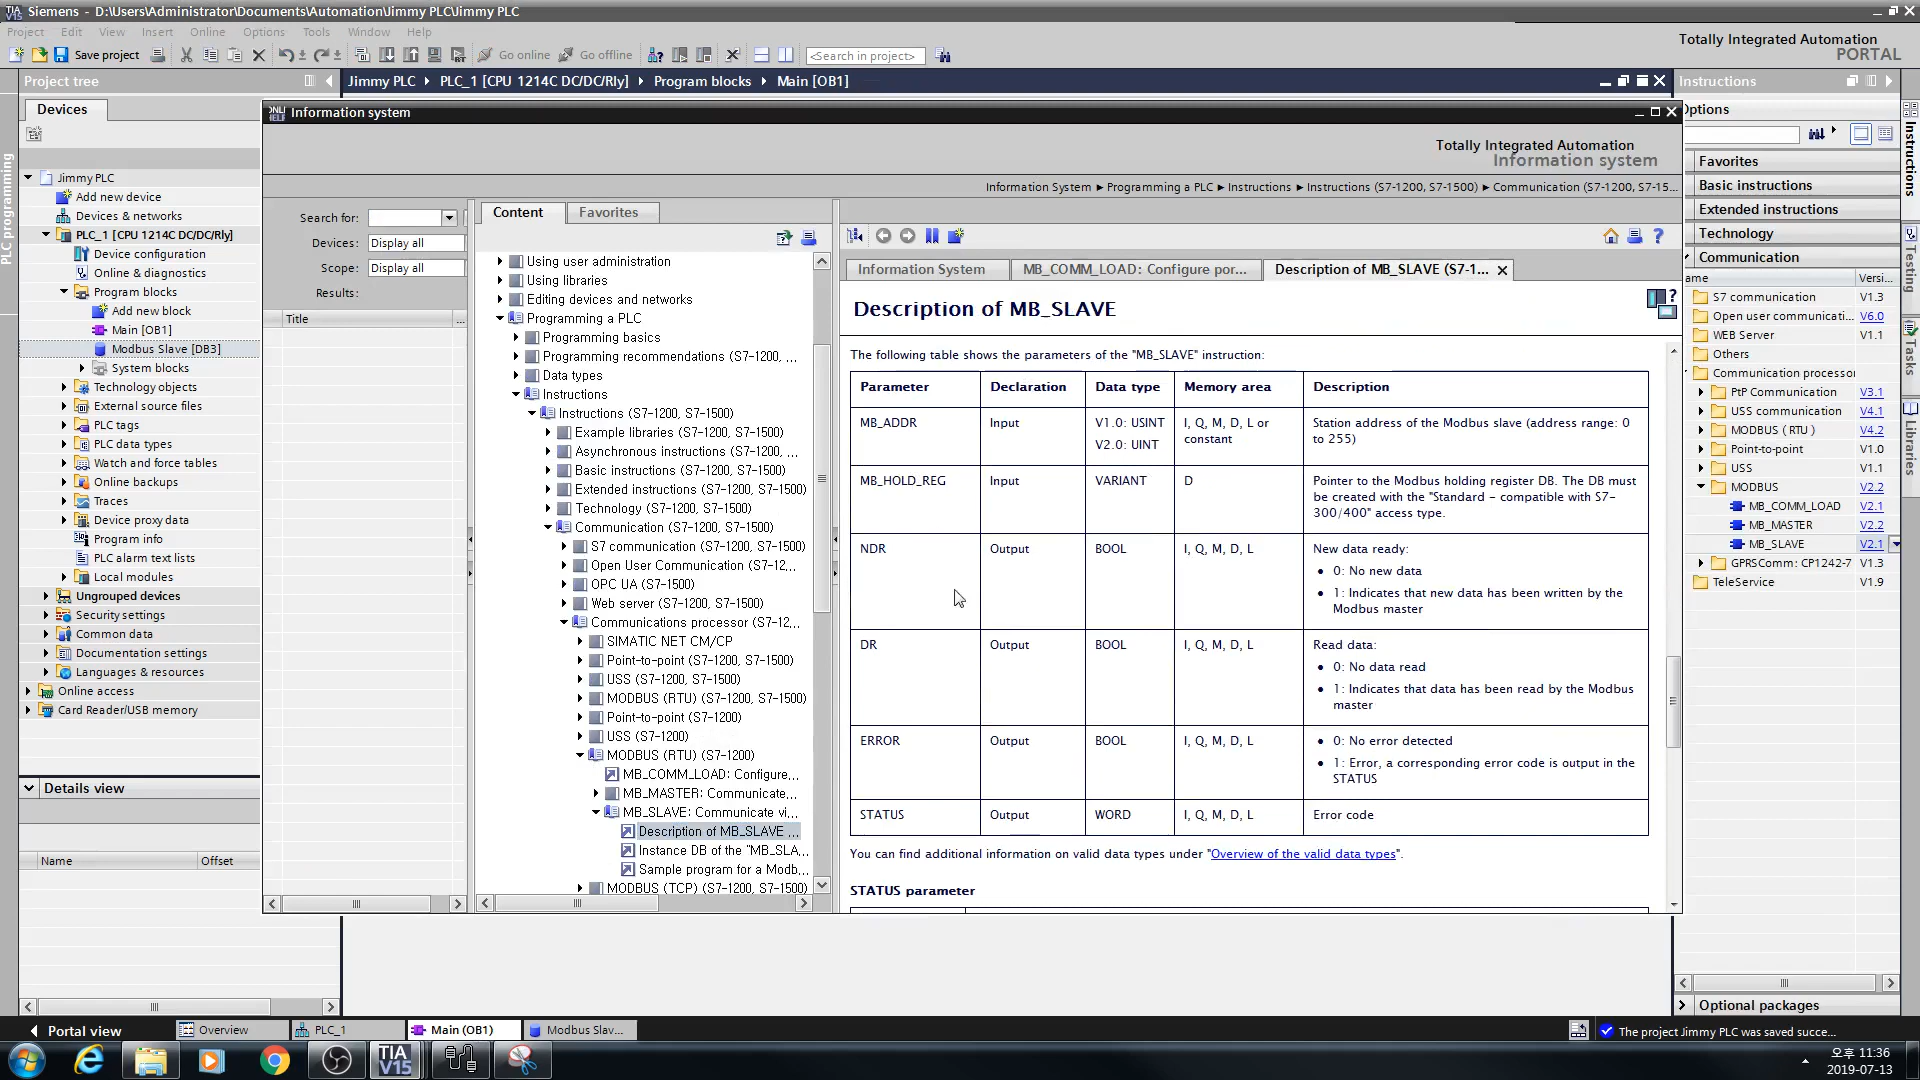 Siemens - D:\Users\Administrator\Documents\Automation\Jimmy PLC\Jimmy PLC
Project Edit View Insert Online Options Tools Window Help
Totally Integrated Automation
PORTAL
Save project
Go online
Go offline
<Search in project>
Project tree
Jimmy PLC
PLC_1 [CPU 1214C DC/DC/Rly]
Program blocks
Main [OB1]
Instructions
Devices
PLC programming
Jimmy PLC
Add new device
Devices & networks
PLC_1 [CPU 1214C DC/DC/Rly]
Device configuration
Online & diagnostics
Program blocks
Add new block
Main [OB1]
Modbus Slave [DB3]
System blocks
Technology objects
External source files
PLC tags
PLC data types
Watch and force tables
Online backups
Traces
Device proxy data
Program info
PLC alarm text lists
Local modules
Ungrouped devices
Security settings
Common data
Documentation settings
Languages & resources
Online access
Card Reader/USB memory
Details view
Name Offset
Information system
Totally Integrated Automation
Information system
Information System ▸ Programming a PLC ▸ Instructions ▸ Instructions (S7-1200, S7-1500) ▸ Communication (S7-1200, S7-15...
Search for:
Devices: Display all
Scope: Display all
Results:
Title ...
Content Favorites
Using user administration
Using libraries
Editing devices and networks
Programming a PLC
Programming basics
Programming recommendations (S7-1200, ...
Data types
Instructions
Instructions (S7-1200, S7-1500)
Example libraries (S7-1200, S7-1500)
Asynchronous instructions (S7-1200, ...
Basic instructions (S7-1200, S7-1500)
Extended instructions (S7-1200, S7-1500)
Technology (S7-1200, S7-1500)
Communication (S7-1200, S7-1500)
S7 communication (S7-1200, S7-1500)
Open User Communication (S7-12...
OPC UA (S7-1500)
Web server (S7-1200, S7-1500)
Communications processor (S7-12...
SIMATIC NET CM/CP
Point-to-point (S7-1200, S7-1500)
USS (S7-1200, S7-1500)
MODBUS (RTU) (S7-1200, S7-1500)
Point-to-point (S7-1200)
USS (S7-1200)
MODBUS (RTU) (S7-1200)
MB_COMM_LOAD: Configure...
MB_MASTER: Communicate...
MB_SLAVE: Communicate vi...
Description of MB_SLAVE ...
Instance DB of the "MB_SLA...
Sample program for a Modb...
MODBUS (TCP) (S7-1200, S7-1500)
Information System
MB_COMM_LOAD: Configure por...
Description of MB_SLAVE (S7-1...
Description of MB_SLAVE
The following table shows the parameters of the "MB_SLAVE" instruction:
Parameter Declaration Data type Memory area Description
MB_ADDR Input V1.0: USINT I, Q, M, D, L or Station address of the Modbus slave (address range: 0
V2.0: UINT constant to 255)
MB_HOLD_REG Input VARIANT D Pointer to the Modbus holding register DB. The DB must
be created with the "Standard - compatible with S7-
300/400" access type.
NDR Output BOOL I, Q, M, D, L New data ready:
• 0: No new data
• 1: Indicates that new data has been written by the
Modbus master
DR Output BOOL I, Q, M, D, L Read data:
• 0: No data read
• 1: Indicates that data has been read by the Modbus
master
ERROR Output BOOL I, Q, M, D, L • 0: No error detected
• 1: Error, a corresponding error code is output in the
STATUS
STATUS Output WORD I, Q, M, D, L Error code
You can find additional information on valid data types under "Overview of the valid data types".
STATUS parameter
Options
Favorites
Basic instructions
Extended instructions
Technology
Communication
ame Versi...
S7 communication V1.3
Open user communicati... V6.0
WEB Server V1.1
Others
Communication processor
PtP Communication V3.1
USS communication V4.1
MODBUS ( RTU ) V4.2
Point-to-point V1.0
USS V1.1
MODBUS V2.2
MB_COMM_LOAD V2.1
MB_MASTER V2.2
MB_SLAVE V2.1
GPRSComm: CP1242-7 V1.3
TeleService V1.9
Optional packages
Instructions
Testing
Tasks
Libraries
Portal view
Overview
PLC_1
Main (OB1)
Modbus Slav...
The project Jimmy PLC was saved succe...
TIA
V15
오후 11:36
2019-07-13